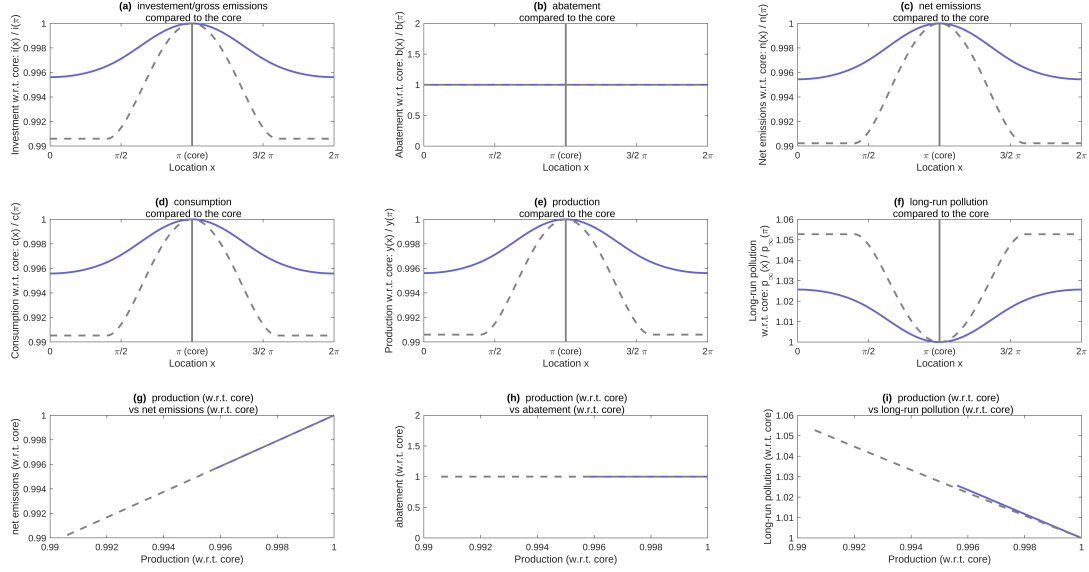 (a) investement/gross emissions
compared to the core
Investment w.r.t. core: i(x) / i(π)
1
0.998
0.996
0.994
0.992
0.99
0 π/2 π (core) 3/2 π 2π
Location x
(b) abatement
compared to the core
Abatement w.r.t. core: b(x) / b(π)
2
1.5
1
0.5
0
0 π/2 π (core) 3/2 π 2π
Location x
(c) net emissions
compared to the core
Net emissions w.r.t. core: n(x) / n(π)
1
0.998
0.996
0.994
0.992
0.99
0 π/2 π (core) 3/2 π 2π
Location x
(d) consumption
compared to the core
Consumption w.r.t. core: c(x) / c(π)
1
0.998
0.996
0.994
0.992
0.99
0 π/2 π (core) 3/2 π 2π
Location x
(e) production
compared to the core
Production w.r.t. core: y(x) / y(π)
1
0.998
0.996
0.994
0.992
0.99
0 π/2 π (core) 3/2 π 2π
Location x
(f) long-run pollution
compared to the core
Long-run pollution
w.r.t. core: p∞(x) / p∞(π)
1.06
1.05
1.04
1.03
1.02
1.01
1
0 π/2 π (core) 3/2 π 2π
Location x
(g) production (w.r.t. core)
vs net emissions (w.r.t. core)
net emissions (w.r.t. core)
1
0.998
0.996
0.994
0.992
0.99
0.99 0.992 0.994 0.996 0.998 1
Production (w.r.t. core)
(h) production (w.r.t. core)
vs abatement (w.r.t. core)
abatement (w.r.t. core)
2
1.5
1
0.5
0
0.99 0.992 0.994 0.996 0.998 1
Production (w.r.t. core)
(i) production (w.r.t. core)
vs long-run pollution (w.r.t. core)
Long-run pollution (w.r.t. core)
1.06
1.05
1.04
1.03
1.02
1.01
1
0.99 0.992 0.994 0.996 0.998 1
Production (w.r.t. core)